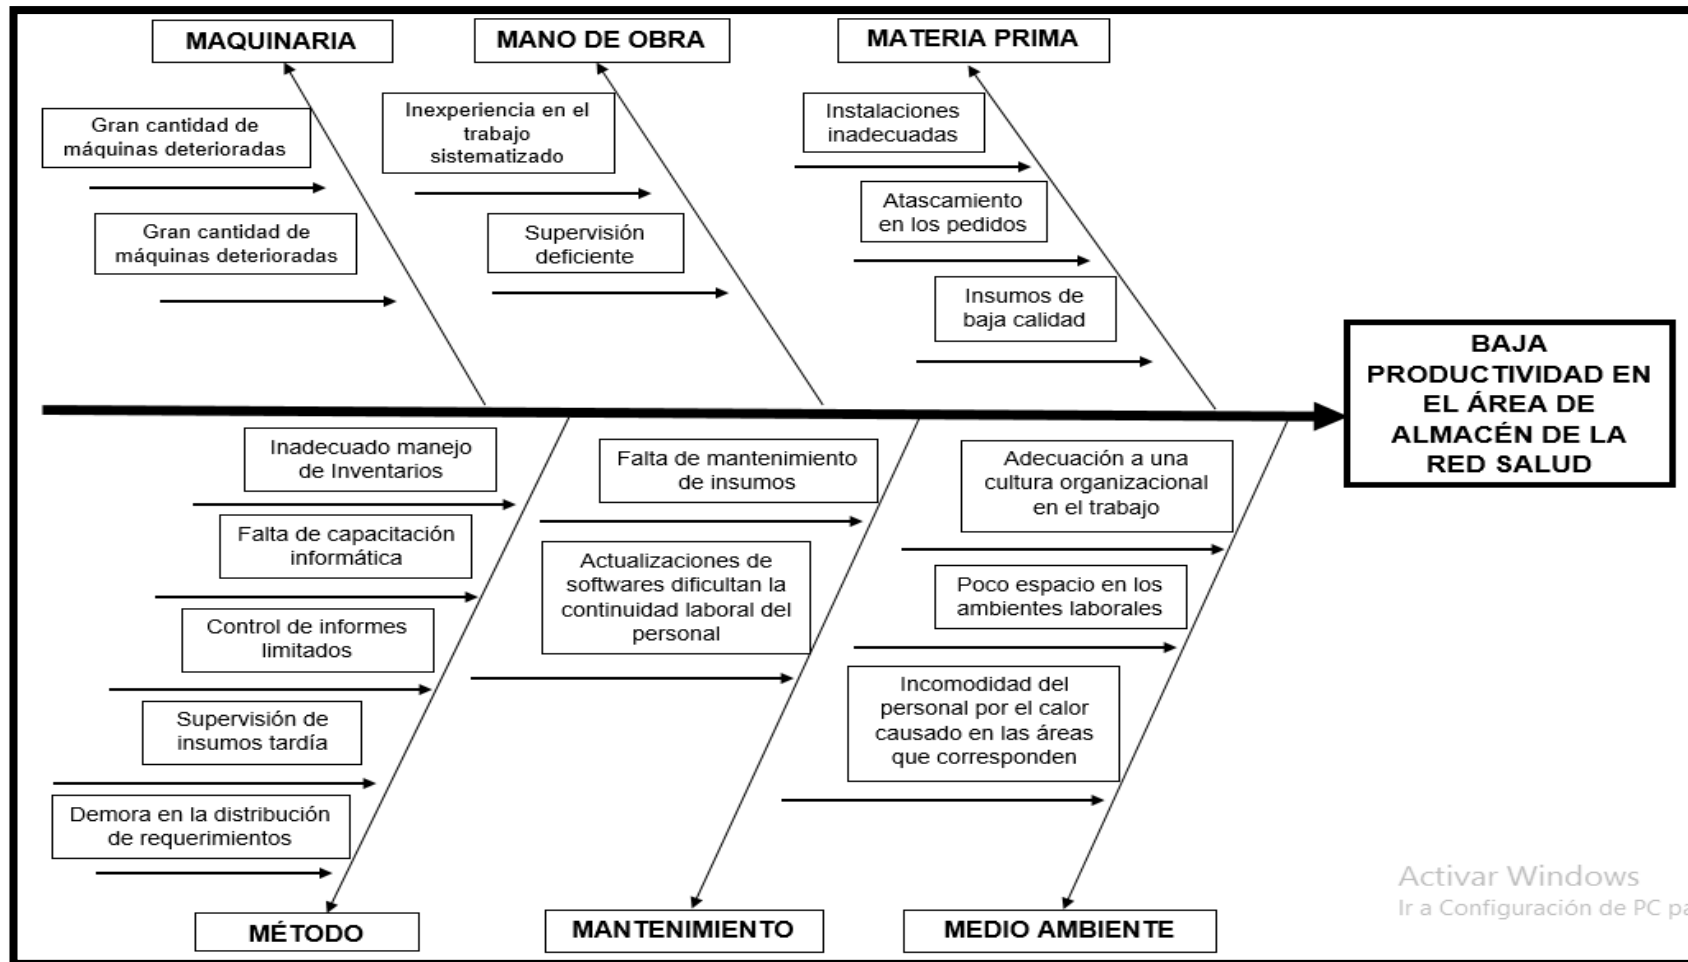 MAQUINARIA
MANO DE OBRA
MATERIA PRIMA
Gran cantidad de
máquinas deterioradas
Gran cantidad de
máquinas deterioradas
Inexperiencia en el
trabajo
sistematizado
Supervisión
deficiente
Instalaciones
inadecuadas
Atascamiento
en los pedidos
Insumos de
baja calidad
BAJA
PRODUCTIVIDAD EN
EL ÁREA DE
ALMACÉN DE LA
RED SALUD
Inadecuado manejo
de Inventarios
Falta de capacitación
informática
Control de informes
limitados
Supervisión de
insumos tardía
Demora en la distribución
de requerimientos
Falta de mantenimiento
de insumos
Actualizaciones de
softwares dificultan la
continuidad laboral del
personal
Adecuación a una
cultura organizacional
en el trabajo
Poco espacio en los
ambientes laborales
Incomodidad del
personal por el calor
causado en las áreas
que corresponden
MÉTODO
MANTENIMIENTO
MEDIO AMBIENTE
Activar Windows
Ir a Configuración de PC pa